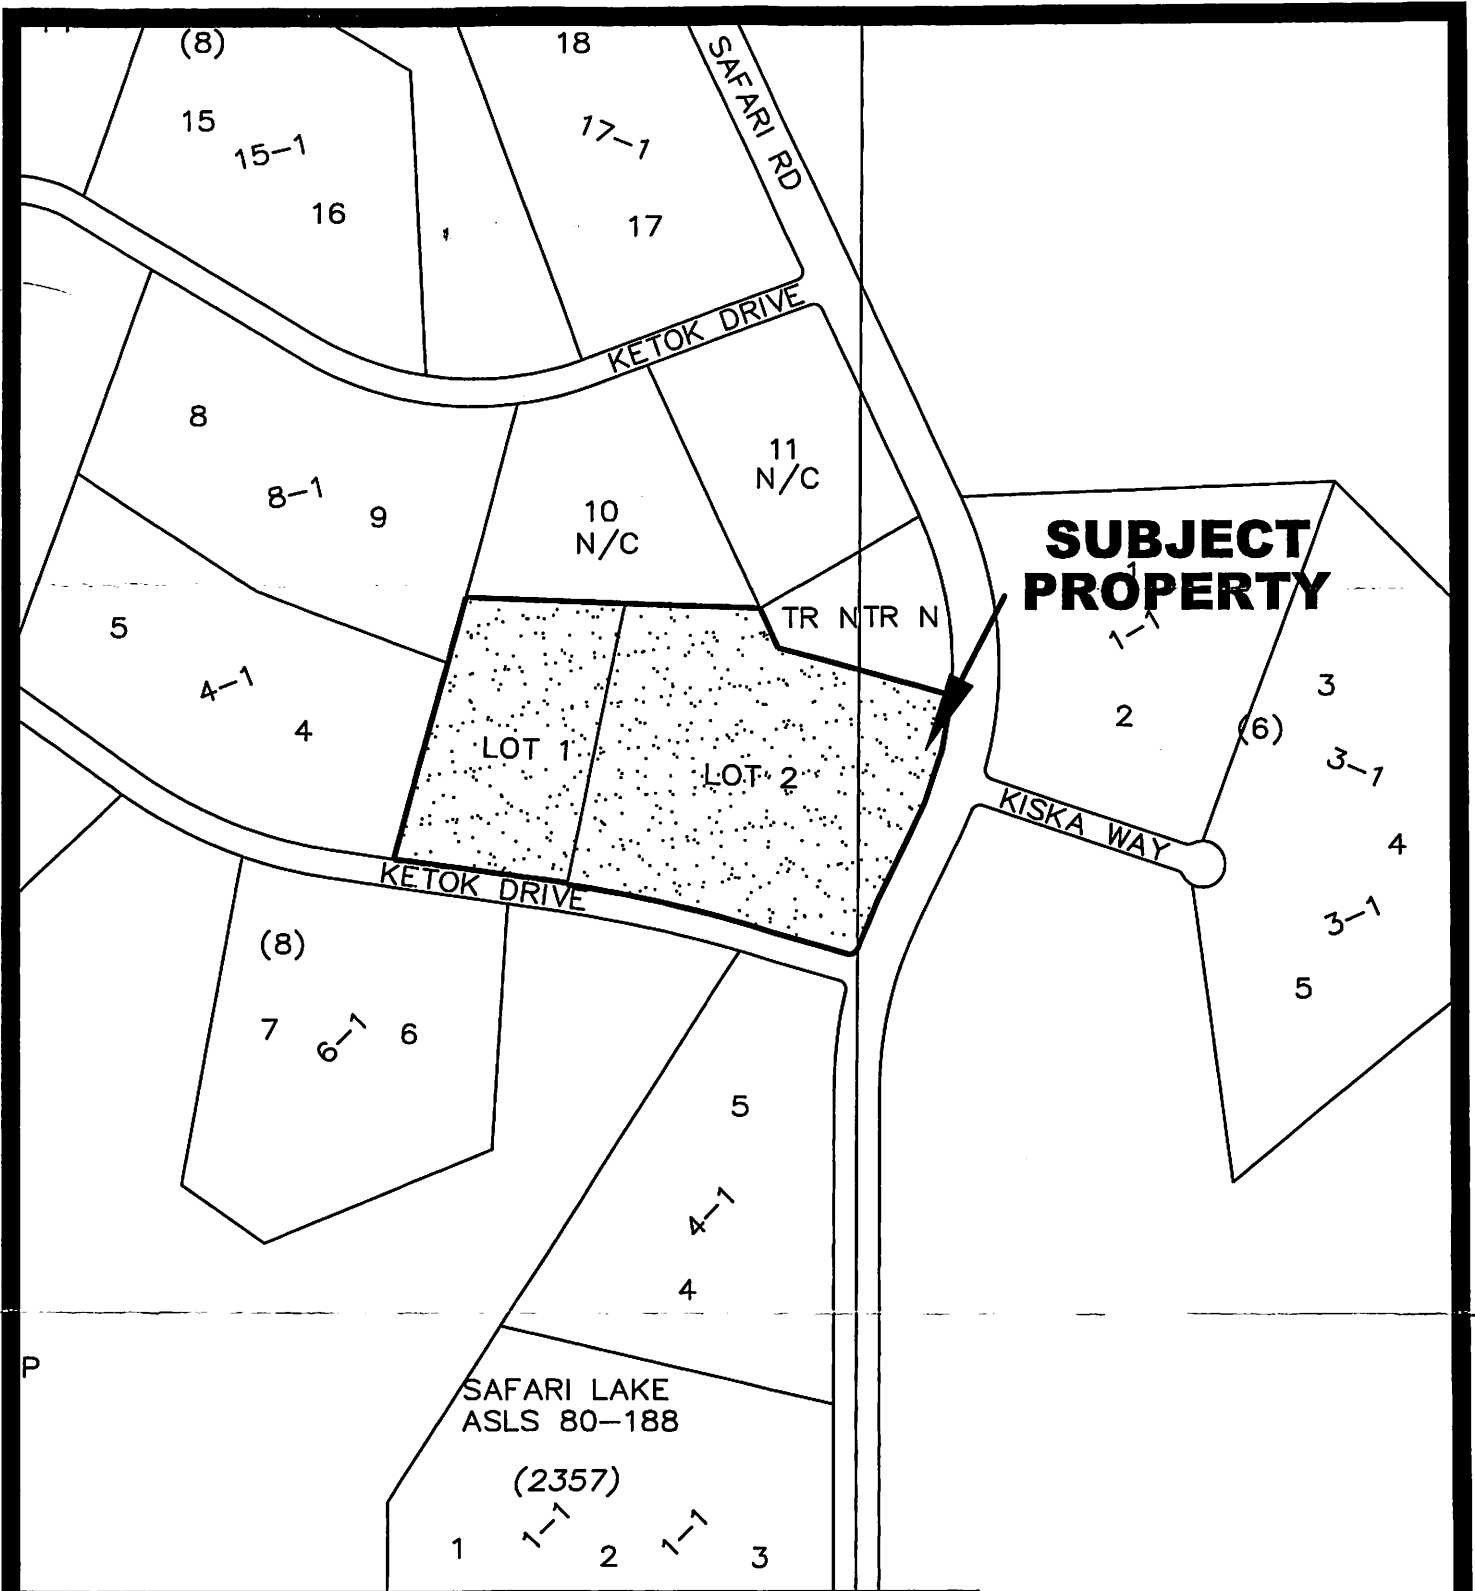 (8)
18
SAFARI RD
15
15-1
17-1
16
17
KETOK DRIVE
8
11
N/C
8-1
9
10
N/C
SUBJECT
PROPERTY
1
1-1
5
TR N
TR N
4-1
3
4
2
(6)
LOT 1
LOT 2
3-1
KISKA WAY
4
KETOK DRIVE
3-1
(8)
5
7
6-1
6
5
4-1
4
P
SAFARI LAKE
ASLS 80-188
(2357)
1
1-1
2
1-1
3